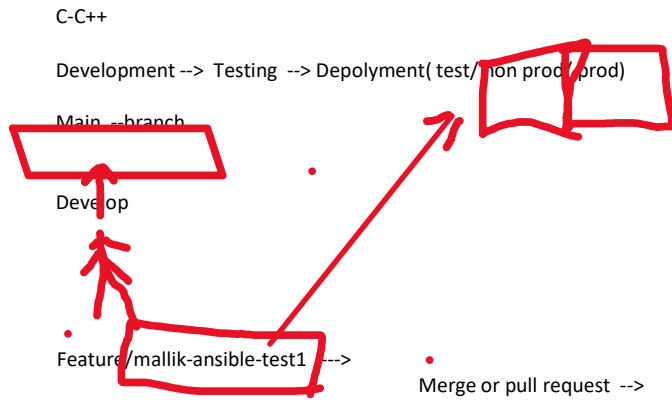 C-C++
Development --> Testing --> Depolyment( test/ non prod/ prod)
Main --branch
Develop
Feature/mallik-ansible-test1 --->
Merge or pull request -->